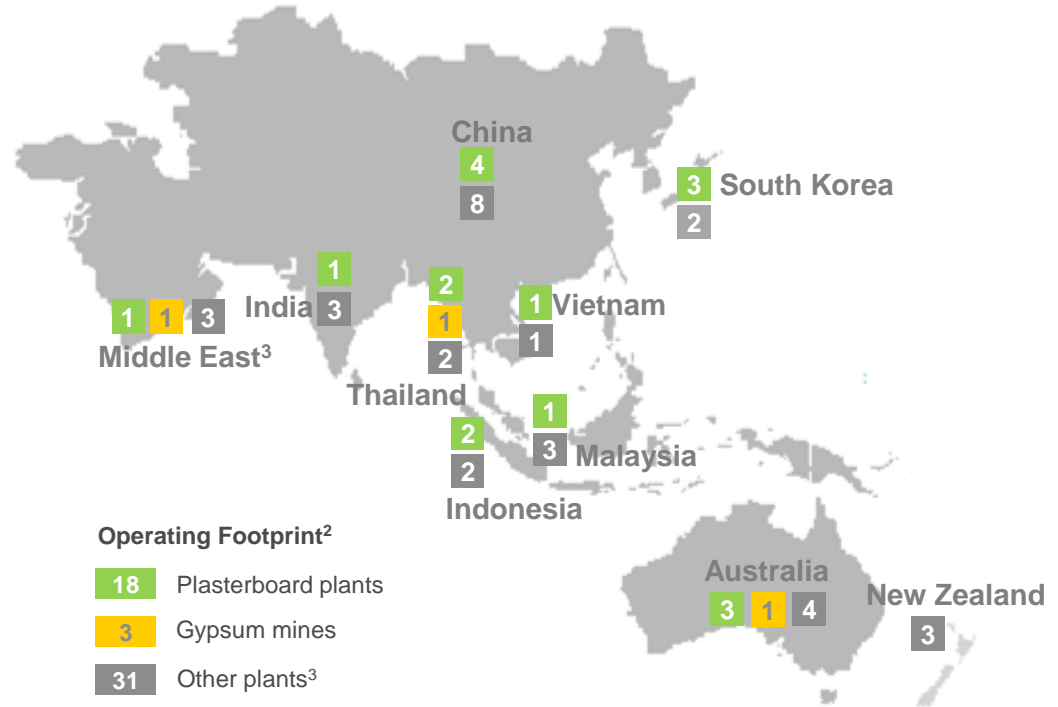 China
4
8
3 South Korea
2
1
India 3
2
1
2
Thailand
1 Vietnam
1
1 1 3
Middle East³
1
3 Malaysia
2
2
Indonesia
Operating Footprint²
18 Plasterboard plants
3 Gypsum mines
31 Other plants³
Australia
3 1 4
New Zealand
3